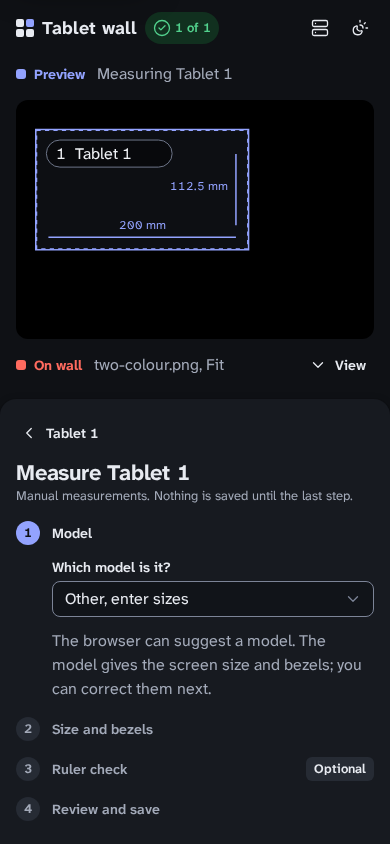 Tablet wall
1 of 1
Preview Measuring Tablet 1
1 Tablet 1
112.5 mm
200 mm
On wall two-colour.png, Fit
View
Tablet 1
Measure Tablet 1
Manual measurements. Nothing is saved until the last step.
1 Model
Which model is it?
Other, enter sizes
The browser can suggest a model. The
model gives the screen size and bezels; you
can correct them next.
2 Size and bezels
3 Ruler check
Optional
4 Review and save